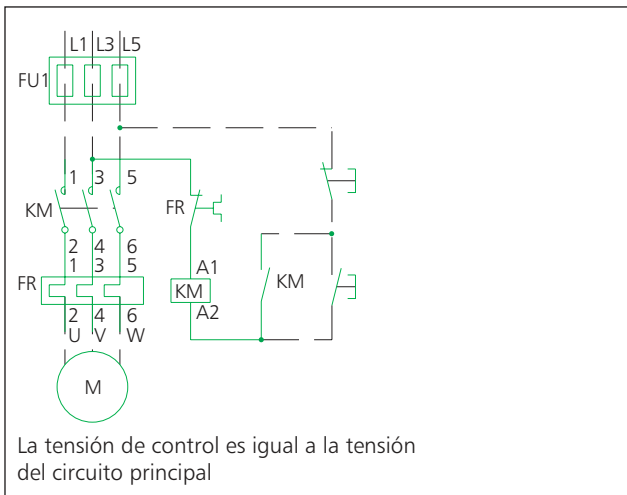 L1 L3 L5
FU1
1 3 5
KM
FR
2 4 6
1 3 5
FR
A1
KM
KM
A2
2 4 6
U V W
M
La tensión de control es igual a la tensión
del circuito principal